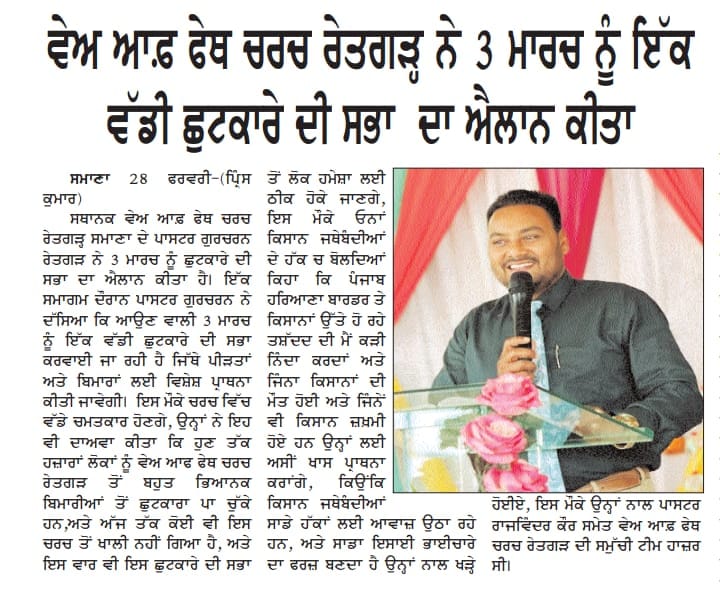 ਵੇਅ ਆਫ਼ ਫੇਥ ਚਰਚ ਰੇਤਗੜ੍ਹ ਨੇ 3 ਮਾਰਚ ਨੂੰ ਇੱਕ
ਵੱਡੀ ਛੁਟਕਾਰੇ ਦੀ ਸਭਾ ਦਾ ਐਲਾਨ ਕੀਤਾ
ਸਮਾਣਾ 28 ਫਰਵਰੀ-(ਪ੍ਰਿੰਸ
ਕੁਮਾਰ)
ਸਥਾਨਕ ਵੇਅ ਆਫ਼ ਫੇਥ ਚਰਚ
ਰੇਤਗੜ੍ਹ ਸਮਾਣਾ ਦੇ ਪਾਸਟਰ ਗੁਰਚਰਨ
ਰੇਤਗੜ ਨੇ 3 ਮਾਰਚ ਨੂੰ ਛੁਟਕਾਰੇ ਦੀ
ਸਭਾ ਦਾ ਐਲਾਨ ਕੀਤਾ ਹੈ। ਇੱਕ
ਸਮਾਗਮ ਦੌਰਾਨ ਪਾਸਟਰ ਗੁਰਚਰਨ ਨੇ
ਦੱਸਿਆ ਕਿ ਆਉਣ ਵਾਲੀ 3 ਮਾਰਚ
ਨੂੰ ਇੱਕ ਵੱਡੀ ਛੁਟਕਾਰੇ ਦੀ ਸਭਾ
ਕਰਵਾਈ ਜਾ ਰਹੀ ਹੈ ਜਿੱਥੇ ਪੀੜਤਾਂ
ਅਤੇ ਬਿਮਾਰਾਂ ਲਈ ਵਿਸ਼ੇਸ਼ ਪ੍ਰਾਥਨਾ
ਕੀਤੀ ਜਾਵੇਗੀ। ਇਸ ਮੌਕੇ ਚਰਚ ਵਿੱਚ
ਵੱਡੇ ਚਮਤਕਾਰ ਹੋਣਗੇ, ਉਨ੍ਹਾਂ ਨੇ ਇਹ
ਵੀ ਦਾਅਵਾ ਕੀਤਾ ਕਿ ਹੁਣ ਤੱਕ
ਹਜ਼ਾਰਾਂ ਲੋਕਾਂ ਨੂੰ ਵੇਅ ਆਫ ਫੇਥ ਚਰਚ
ਰੇਤਗੜ ਤੋਂ ਬਹੁਤ ਭਿਆਨਕ
ਬਿਮਾਰੀਆਂ ਤੋਂ ਛੁਟਕਾਰਾ ਪਾ ਚੁੱਕੇ
ਹਨ,ਅਤੇ ਅੱਜ ਤੱਕ ਕੋਈ ਵੀ ਇਸ
ਚਰਚ ਤੋਂ ਖਾਲੀ ਨਹੀਂ ਗਿਆ ਹੈ, ਅਤੇ
ਇਸ ਵਾਰ ਵੀ ਇਸ ਛੁਟਕਾਰੇ ਦੀ ਸਭਾ
ਤੋਂ ਲੋਕ ਹਮੇਸ਼ਾ ਲਈ
ਠੀਕ ਹੋਕੇ ਜਾਣਗੇ,
ਇਸ ਮੌਕੇ ਓਨਾਂ
ਕਿਸਾਨ ਜਥੇਬੰਦੀਆਂ
ਦੇ ਹੱਕ ਚ ਬੋਲਦਿਆਂ
ਕਿਹਾ ਕਿ ਪੰਜਾਬ
ਹਰਿਆਣਾ ਬਾਰਡਰ ਤੇ
ਕਿਸਾਨਾਂ ਉੱਤੇ ਹੋ ਰਹੇ
ਤਸ਼ੱਦਦ ਦੀ ਮੈਂ ਕੜੀ
ਨਿੰਦਾ ਕਰਦਾਂ ਅਤੇ
ਜਿੰਨਾ ਕਿਸਾਨਾਂ ਦੀ
ਮੌਤ ਹੋਈ ਅਤੇ ਜਿੰਨੇਂ
ਵੀ ਕਿਸਾਨ ਜ਼ਖ਼ਮੀ
ਹੋਏ ਹਨ ਉਨ੍ਹਾਂ ਲਈ
ਅਸੀਂ ਖਾਸ ਪ੍ਰਾਥਨਾ
ਕਰਾਂਗੇ, ਕਿਉਂਕਿ
ਕਿਸਾਨ ਜਥੇਬੰਦੀਆਂ
ਸਾਡੇ ਹੱਕਾਂ ਲਈ ਆਵਾਜ਼ ਉਠਾ ਰਹੇ
ਹਨ, ਅਤੇ ਸਾਡਾ ਇਸਾਈ ਭਾਈਚਾਰੇ
ਦਾ ਫਰਜ਼ ਬਣਦਾ ਹੈ ਉਨ੍ਹਾਂ ਨਾਲ ਖੜ੍ਹੇ
ਹੋਈਏ, ਇਸ ਮੌਕੇ ਉਨ੍ਹਾਂ ਨਾਲ ਪਾਸਟਰ
ਰਾਜਵਿੰਦਰ ਕੌਰ ਸਮੇਤ ਵੇਅ ਆਫ਼ ਫੇਥ
ਚਰਚ ਰੇਤਗੜ ਦੀ ਸਮੁੱਚੀ ਟੀਮ ਹਾਜ਼ਰ
ਸੀ।